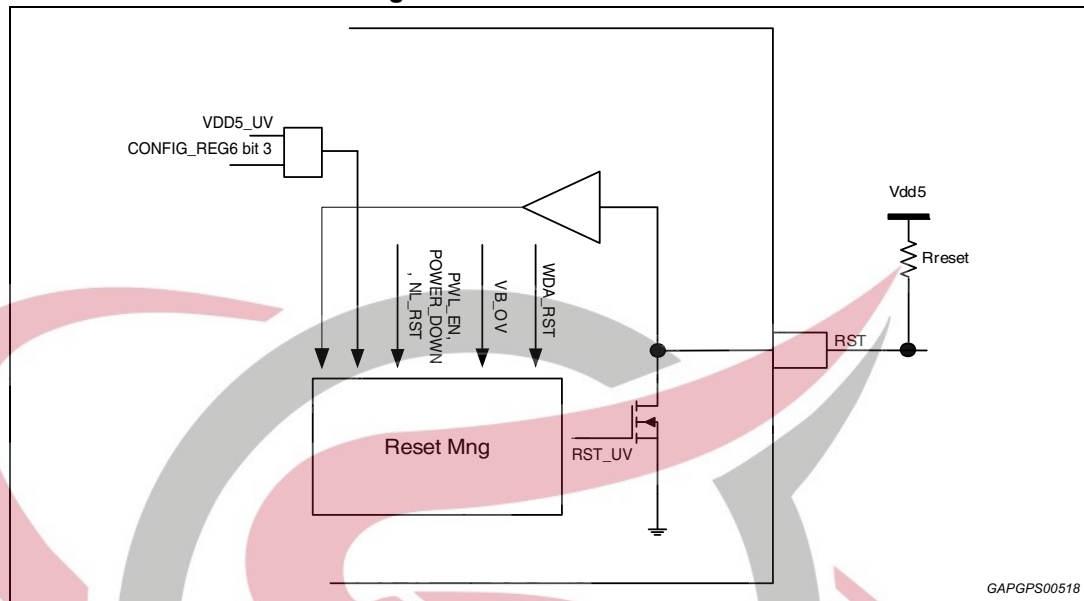 VDD5_UV
CONFIG_REG6 bit 3
Vdd5
Rreset
PWL_EN,
POWER_DOWN
, NL_RST
VB_OV
WDA_RST
RST
Reset Mng
RST_UV
GAPGPS00518